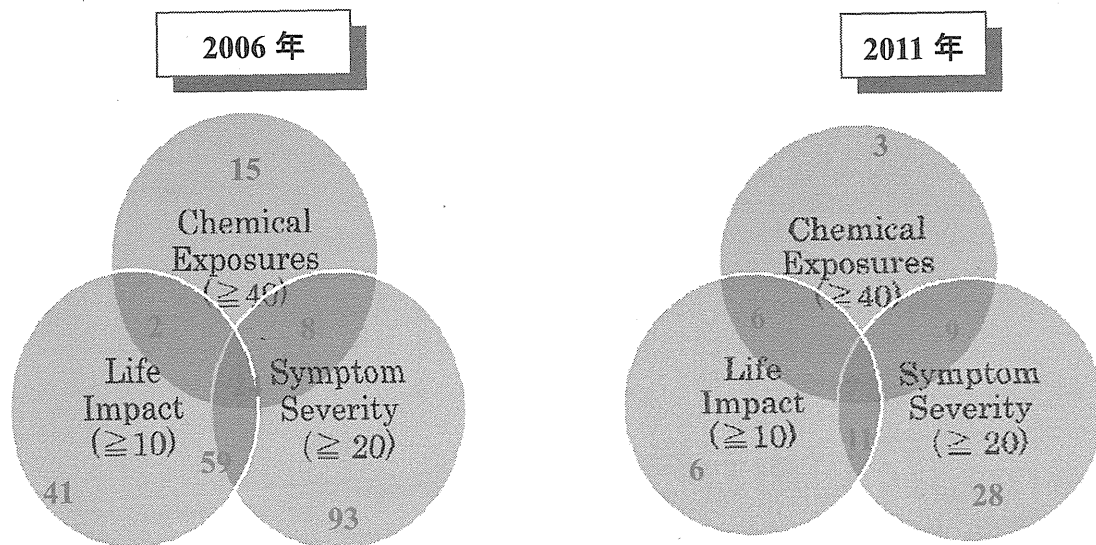 2006 年
15
Chemical
Exposures
(≧40)
2
8
Life
Impact
(≧10)
Symptom
Severity
(≧ 20)
59
41
93
2011 年
3
Chemical
Exposures
(≧40)
6
9
Life
Impact
(≧10)
Symptom
Severity
(≧ 20)
11
6
28